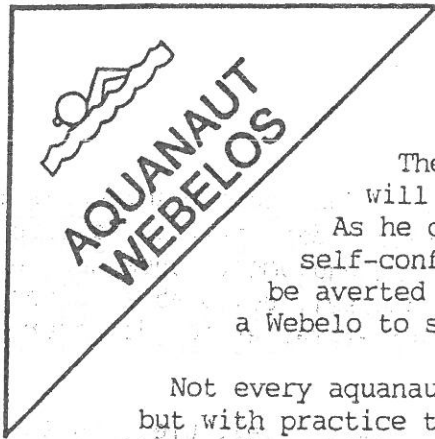 AQUANAUT
WEBELOS
The
will
As he
self-conf
be averted
a Webelo to s
Not every aquanau
but with practice t